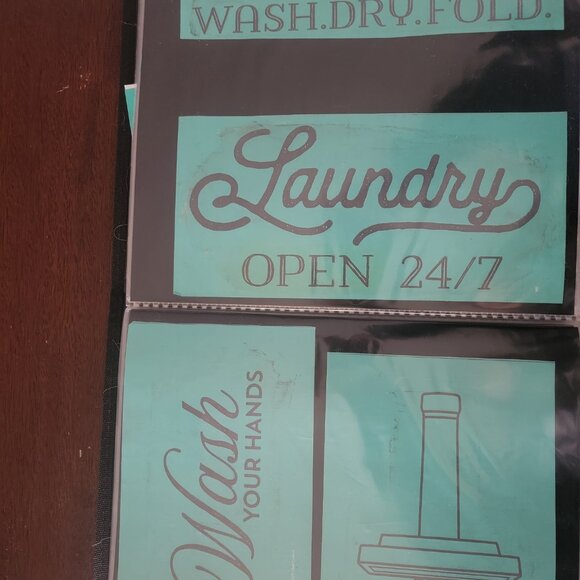 WASH.DRY.FOLD.
Laundry
OPEN 24/7
Wash
YOUR HANDS